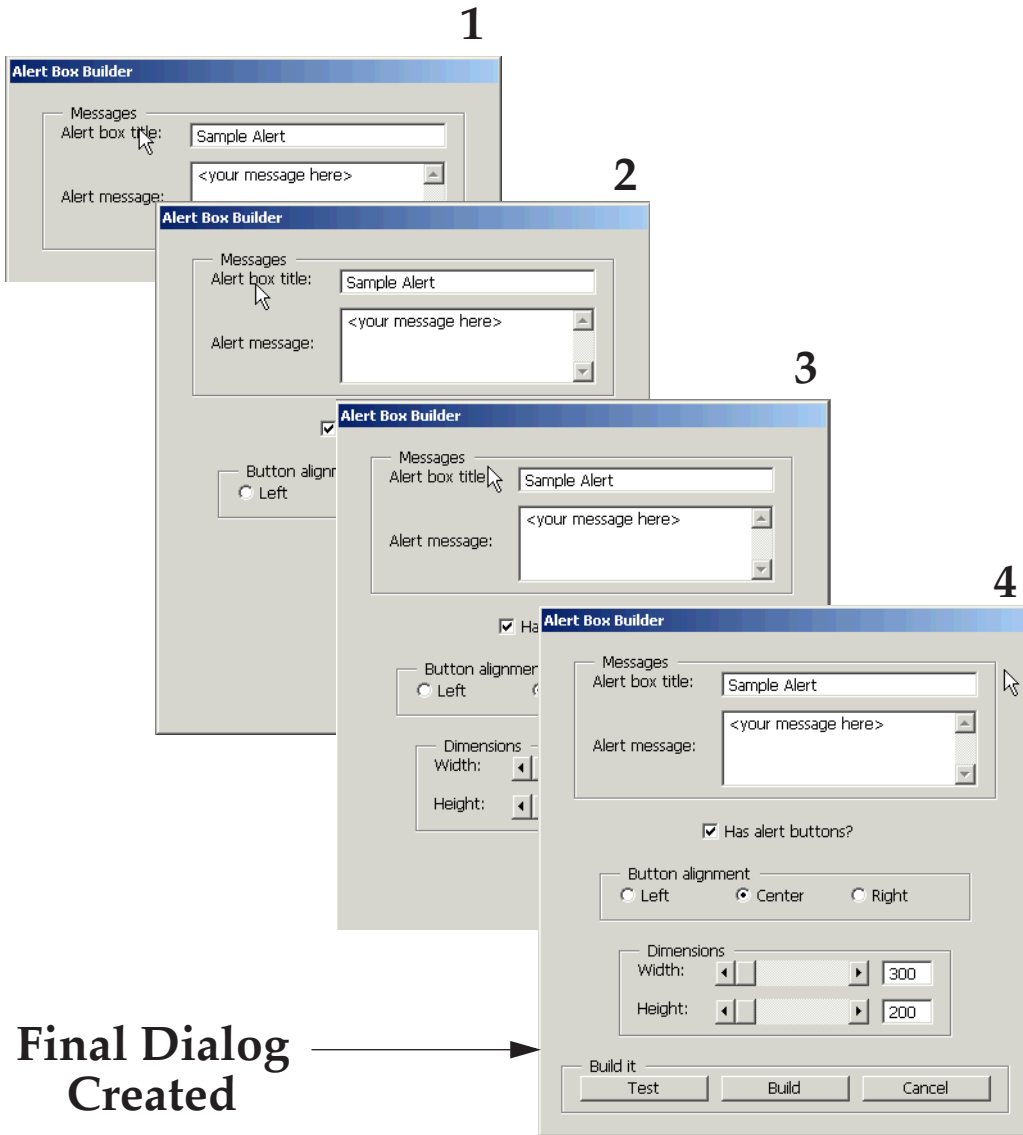 1
Alert Box Builder
Messages
Alert box title:
Sample Alert
<your message here>
Alert message:
2
Alert Box Builder
Messages
Alert box title:
Sample Alert
<your message here>
Alert message:
Button alignr
Left
3
Alert Box Builder
Messages
Alert box title
Sample Alert
<your message here>
Alert message:
Ha
Button alignmer
Left
Dimensions
Width:
Height:
4
Alert Box Builder
Messages
Alert box title:
Sample Alert
<your message here>
Alert message:
Has alert buttons?
Button alignment
Left Center Right
Dimensions
Width: 300
Height: 200
Build it
Test Build Cancel
Final Dialog
Created